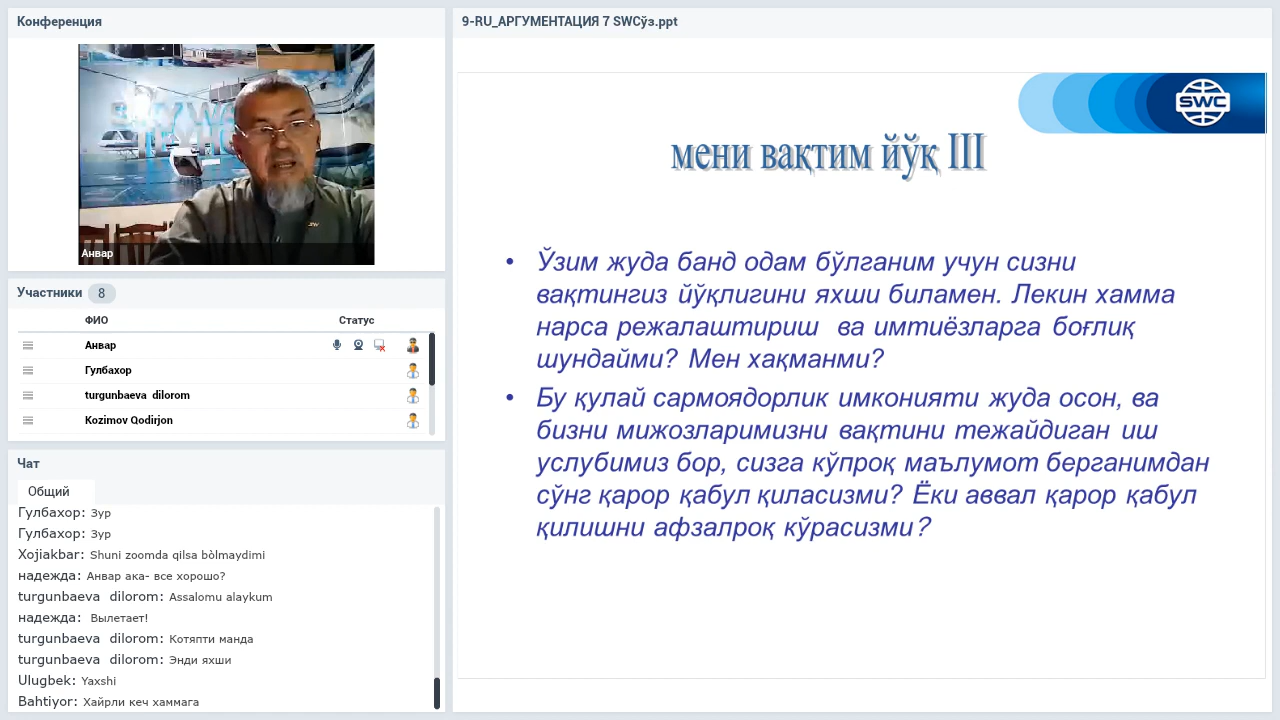 Конференция
Анвар
Участники 8
ФИО Статус
Анвар
Гулбахор
turgunbaeva dilorom
Kozimov Qodirjon
Чат
Общий
Гулбахор: Зур
Гулбахор: Зур
Xojiakbar: Shuni zoomda qilsa bòlmaydimi
надежда: Анвар ака- все хорошо?
turgunbaeva dilorom: Assalomu alaykum
надежда: Вылетает!
turgunbaeva dilorom: Котяпти манда
turgunbaeva dilorom: Энди яхши
Ulugbek: Yaxshi
Bahtiyor: Хайрли кеч хаммага
9-RU_АРГУМЕНТАЦИЯ 7 SWCўз.ppt
SWC
мени вақтим йўқ III
• Ўзим жуда банд одам бўлганим учун сизни
вақтингиз йўқлигини яхши биламен. Лекин хамма
нарса режалаштириш ва имтиёзларга боғлиқ
шундайми? Мен хақманми?
• Бу қулай сармоядорлик имконияти жуда осон, ва
бизни мижозларимизни вақтини тежайдиган иш
услубимиз бор, сизга кўпроқ маълумот берганимдан
сўнг қарор қабул қиласизми? Ёки аввал қарор қабул
қилишни афзалроқ кўрасизми?